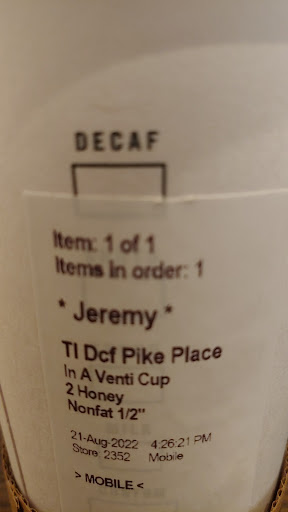 DECAF
Item: 1 of 1
Items in order: 1
* Jeremy *
Tl Dcf Pike Place
In A Venti Cup
2 Honey
Nonfat 1/2"
21-Aug-2022 4:26:21 PM
Store: 2352 Mobile
> MOBILE <